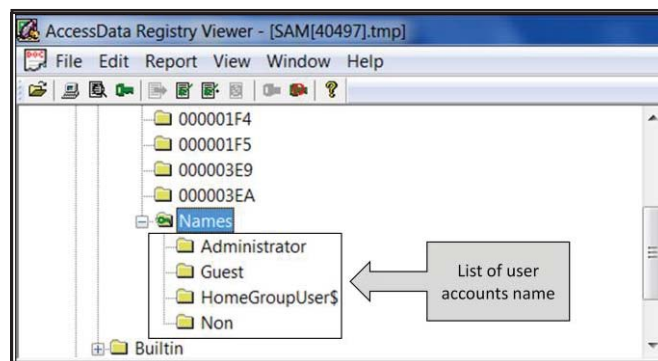 AccessData Registry Viewer - [SAM[40497].tmp]
File Edit Report View Window Help
000001F4
000001F5
000003E9
000003EA
Names
Administrator
Guest
HomeGroupUser$
Non
Builtin
List of user
accounts name